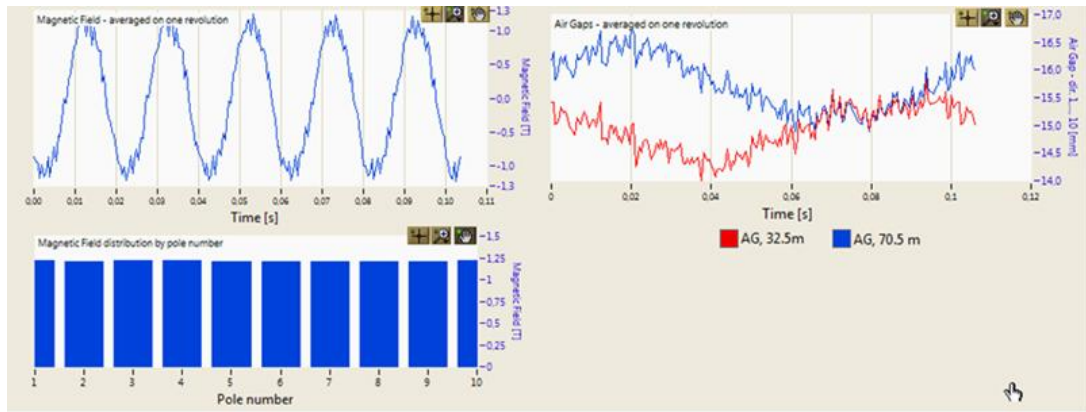 Magnetic Field - averaged on one revolution
1.3
1.0
0.5
0.0
-0.5
-1.0
-1.3
Magnetic Field [T]
0,00 0,01 0,02 0,03 0,04 0,05 0,06 0,07 0,08 0,09 0,10 0,11
Time [s]
Air Gaps - averaged on one revolution
17,0
16,5
16,0
15,5
15,0
14,5
14,0
Air Gap - dir. 1.... 10 [mm]
0 0,02 0,04 0,06 0,08 0,1 0,12
Time [s]
AG, 32.5m AG, 70.5 m
Magnetic Field distribution by pole number
1.5
1.25
1
0,75
0,5
0,25
0
Magnetic Field [T]
1 2 3 4 5 6 7 8 9 10
Pole number